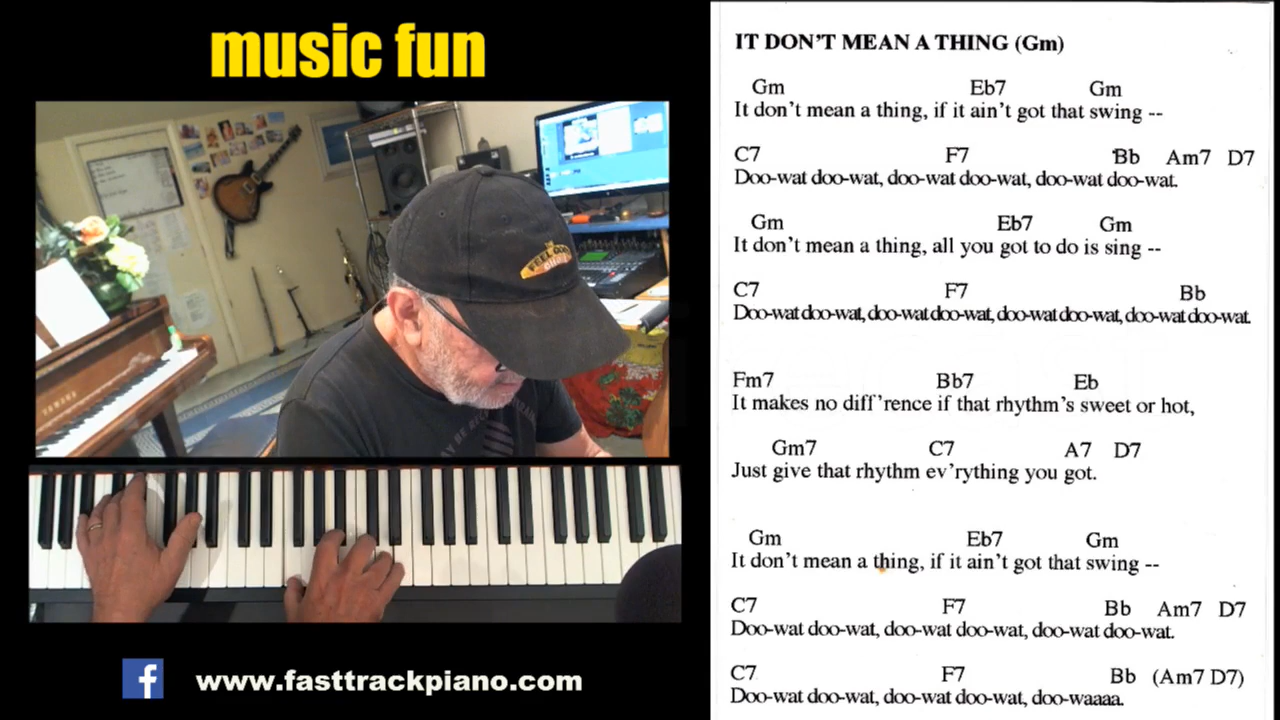 music fun
www.fasttrackpiano.com
IT DON'T MEAN A THING (Gm)
Gm Eb7 Gm
It don't mean a thing, if it ain't got that swing --
C7 F7 Bb Am7 D7
Doo-wat doo-wat, doo-wat doo-wat, doo-wat doo-wat.
Gm Eb7 Gm
It don't mean a thing, all you got to do is sing --
C7 F7 Bb
Doo-wat doo-wat, doo-wat doo-wat, doo-wat doo-wat, doo-wat doo-wat.
Fm7 Bb7 Eb
It makes no diff'rence if that rhythm's sweet or hot,
Gm7 C7 A7 D7
Just give that rhythm ev'rything you got.
Gm Eb7 Gm
It don't mean a thing, if it ain't got that swing --
C7 F7 Bb Am7 D7
Doo-wat doo-wat, doo-wat doo-wat, doo-wat doo-wat.
C7 F7 Bb (Am7 D7)
Doo-wat doo-wat, doo-wat doo-wat, doo-waaaa.